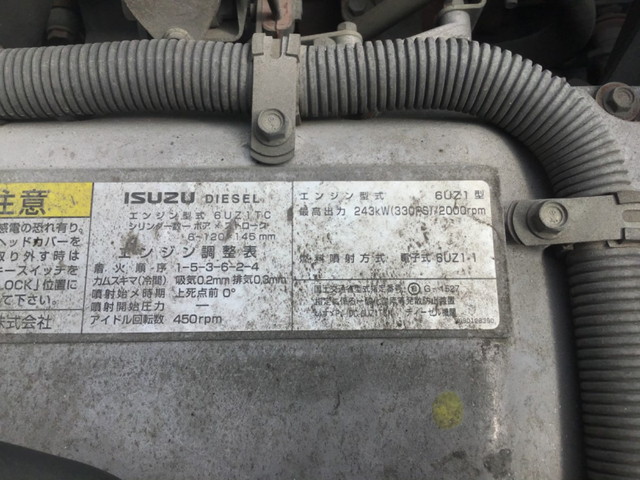 注意
感電の恐れ有り。
ヘッドカバーを
取り外す時は
キースイッチを
LOCK」位置に
にて下さい。
株式会社
ISUZU DIESEL
エンジン型式 6UZ1TC
シリンダー数-ボア×ストローク
6-120×145mm
エンジン調整表
着火順序 1-5-3-6-2-4
カムスキマ(冷間) 吸気0.2mm 排気0.3mm
噴射始メ時期 上死点前 0°
噴射開始圧力 —
アイドル回転数 450rpm
エンジン型式 6UZ1型
最高出力 243kW(330PS)/2000rpm
燃料噴射方式 電子式 6UZ1-1